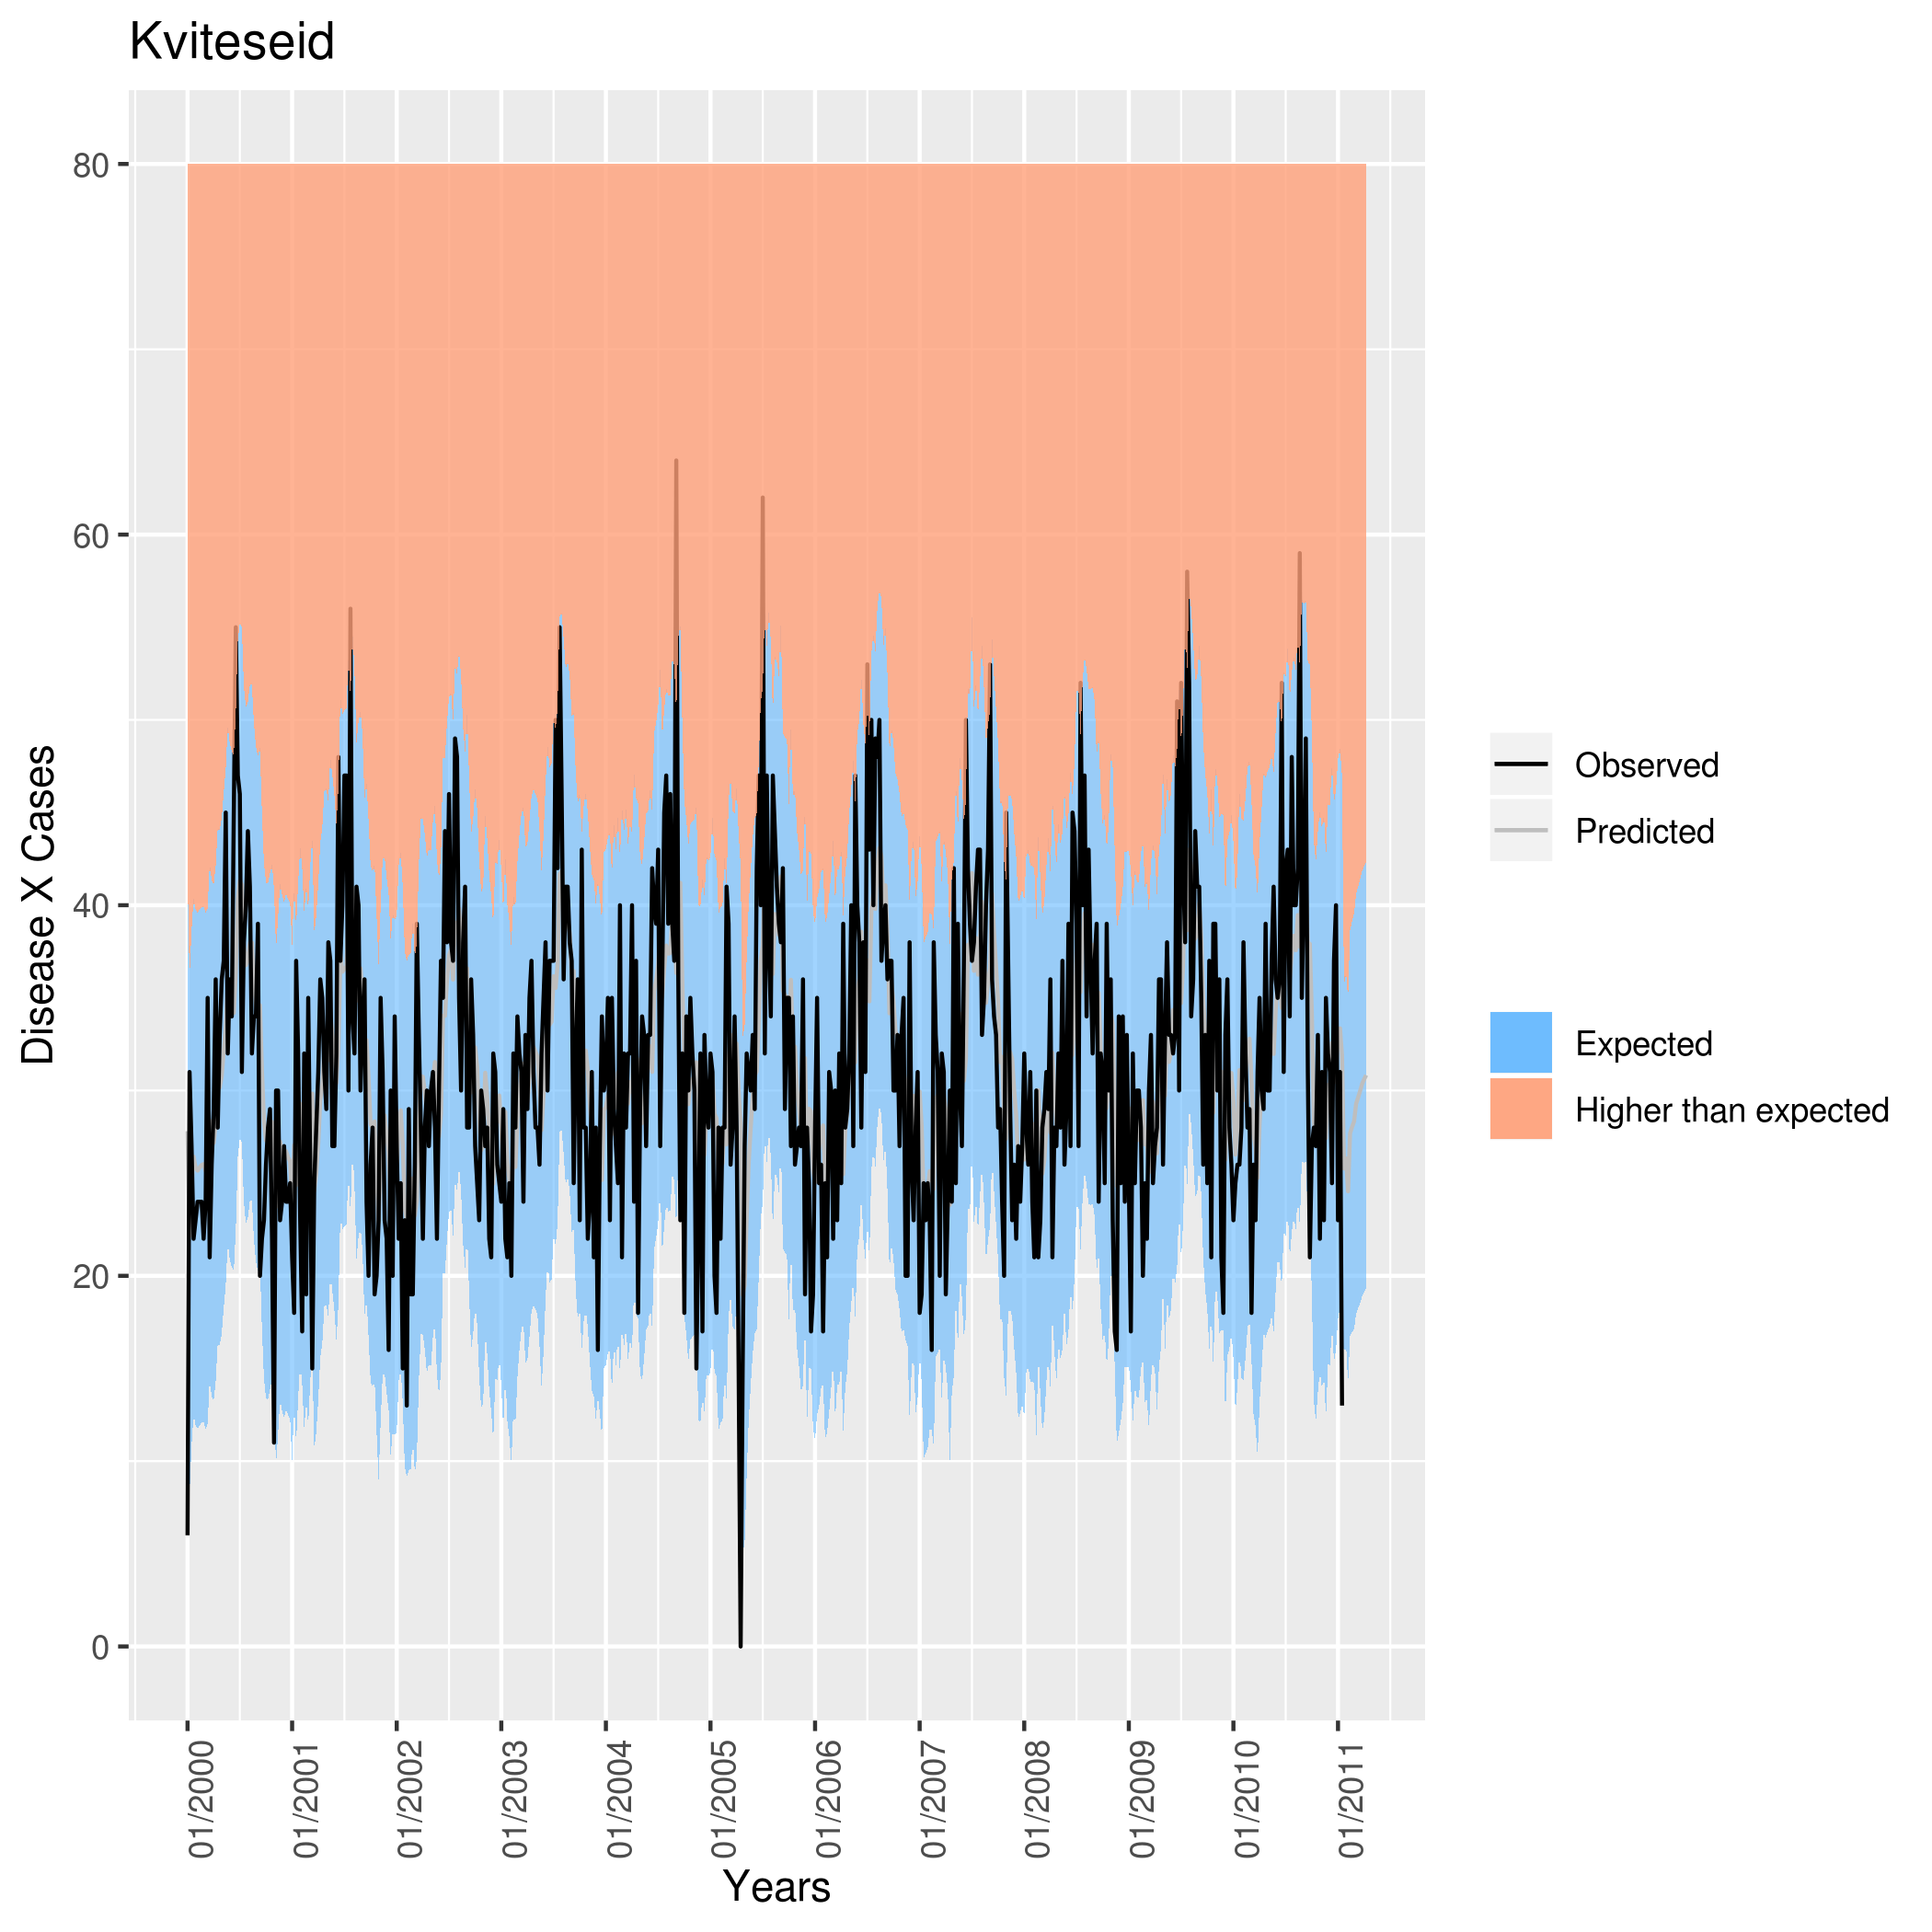 Kviteseid
80
60
40
20
0
Disease X Cases
01/2000
01/2001
01/2002
01/2003
01/2004
01/2005
01/2006
01/2007
01/2008
01/2009
01/2010
01/2011
Years
Observed
Predicted
Expected
Higher than expected